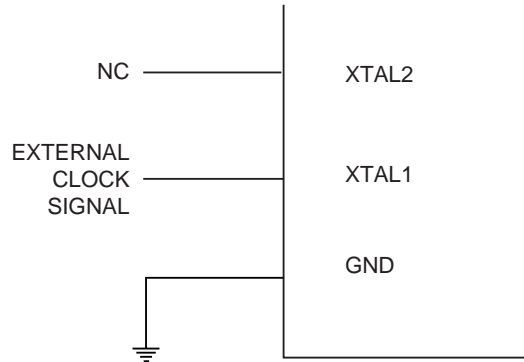 NC
XTAL2
EXTERNAL
CLOCK
SIGNAL
XTAL1
GND